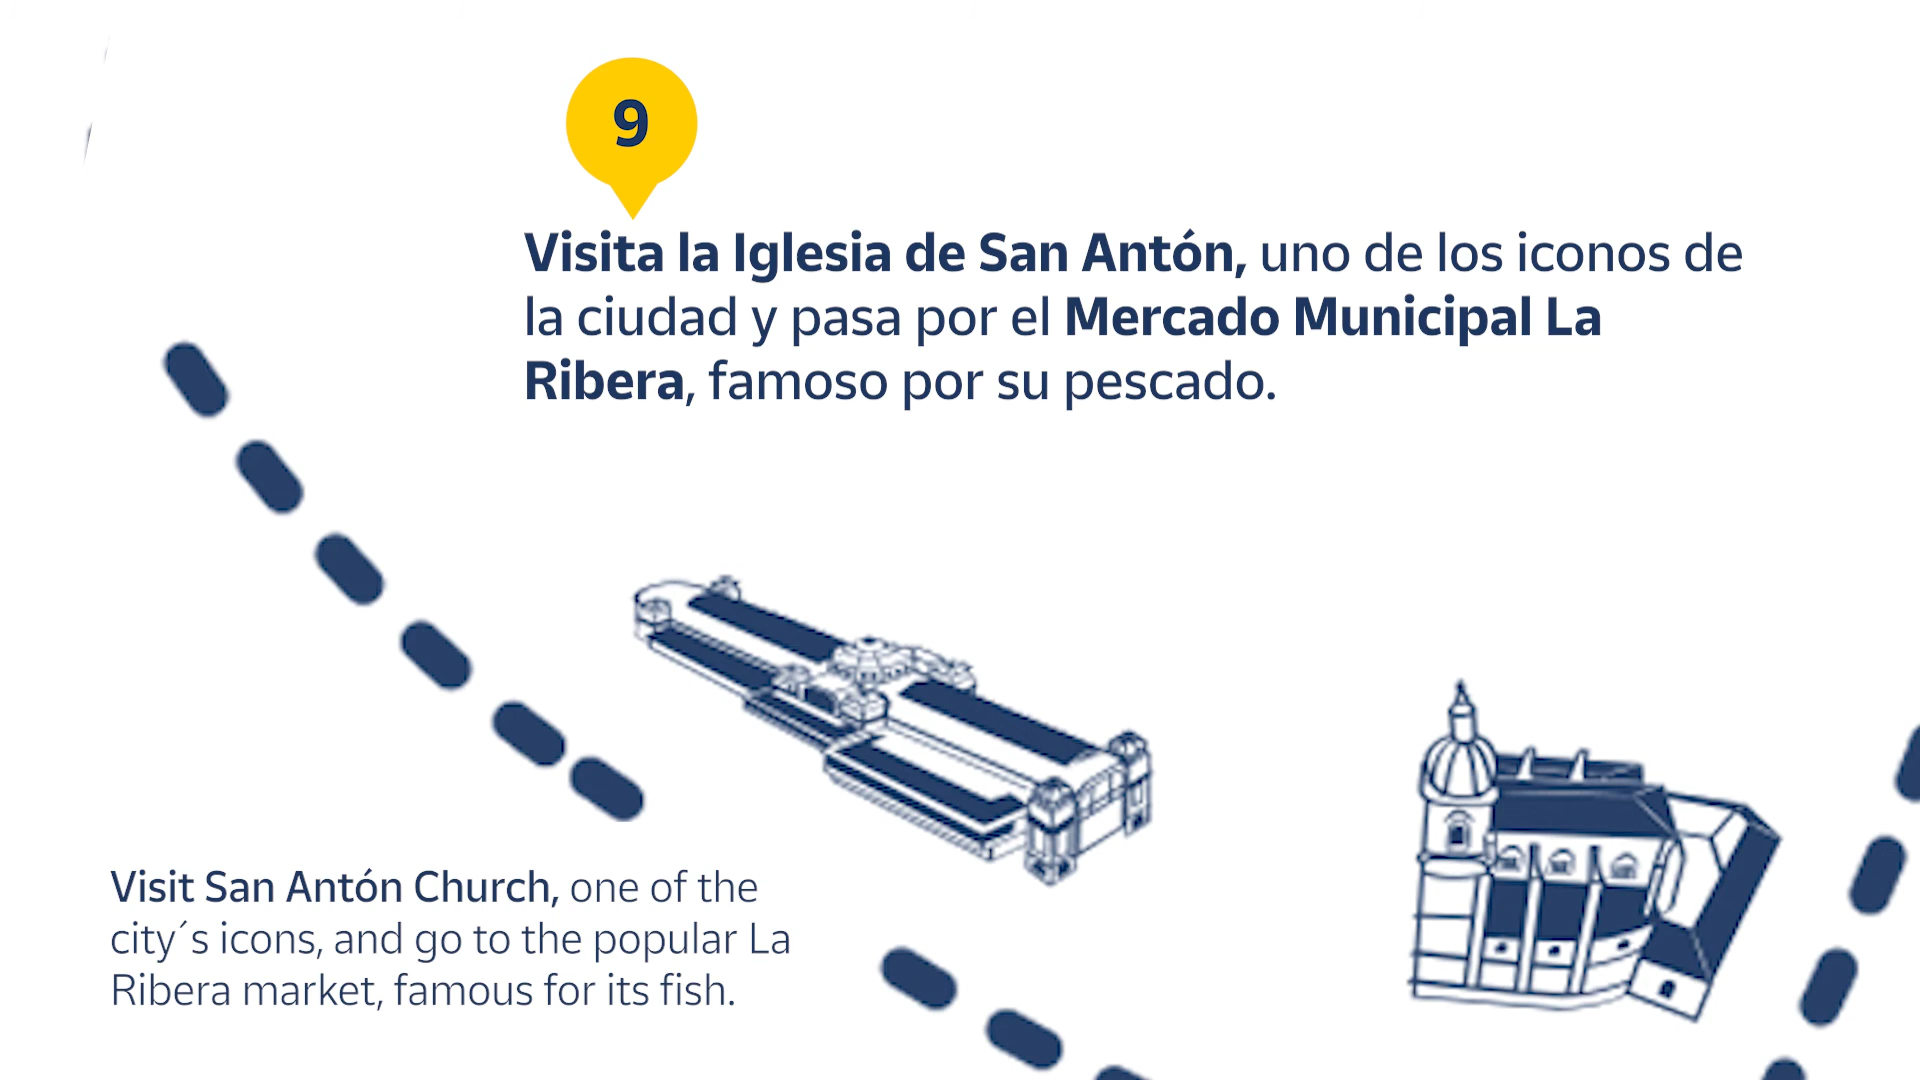 9
Visita la Iglesia de San Antón, uno de los iconos de
la ciudad y pasa por el Mercado Municipal La
Ribera, famoso por su pescado.
Visit San Antón Church, one of the
city´s icons, and go to the popular La
Ribera market, famous for its fish.